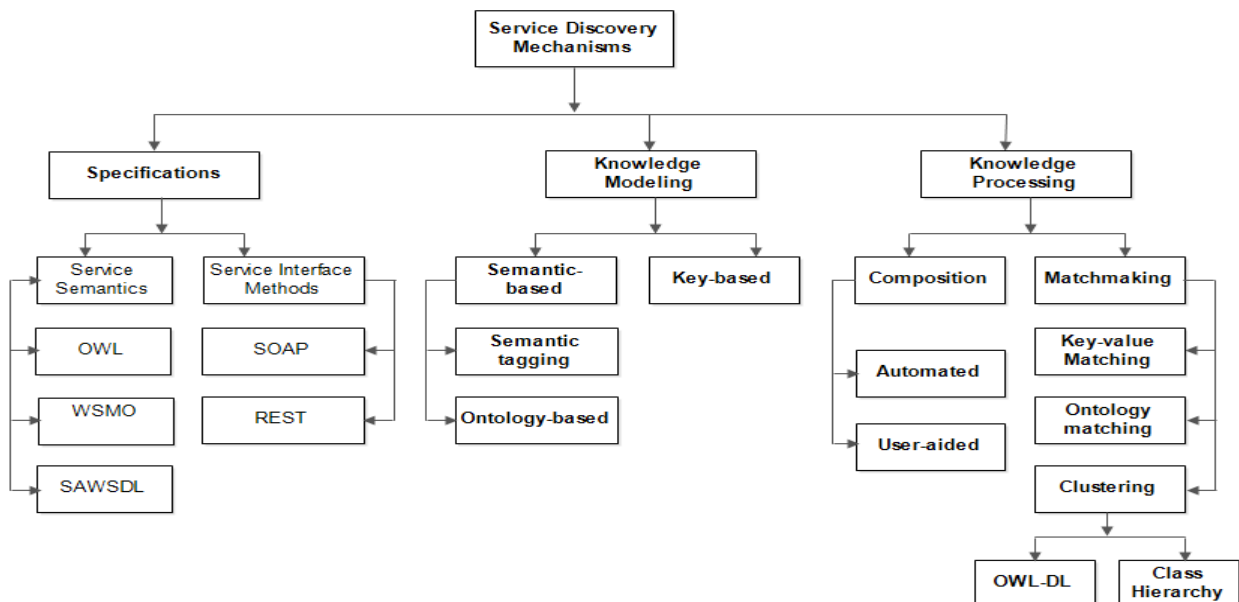 Service Discovery
Mechanisms
Specifications
Knowledge
Modeling
Knowledge
Processing
Service
Semantics
Service Interface
Methods
Semantic-
based
Key-based
Composition
Matchmaking
OWL
SOAP
Semantic
tagging
Key-value
Matching
Automated
WSMO
REST
Ontology-based
Ontology
matching
User-aided
SAWSDL
Clustering
OWL-DL
Class
Hierarchy